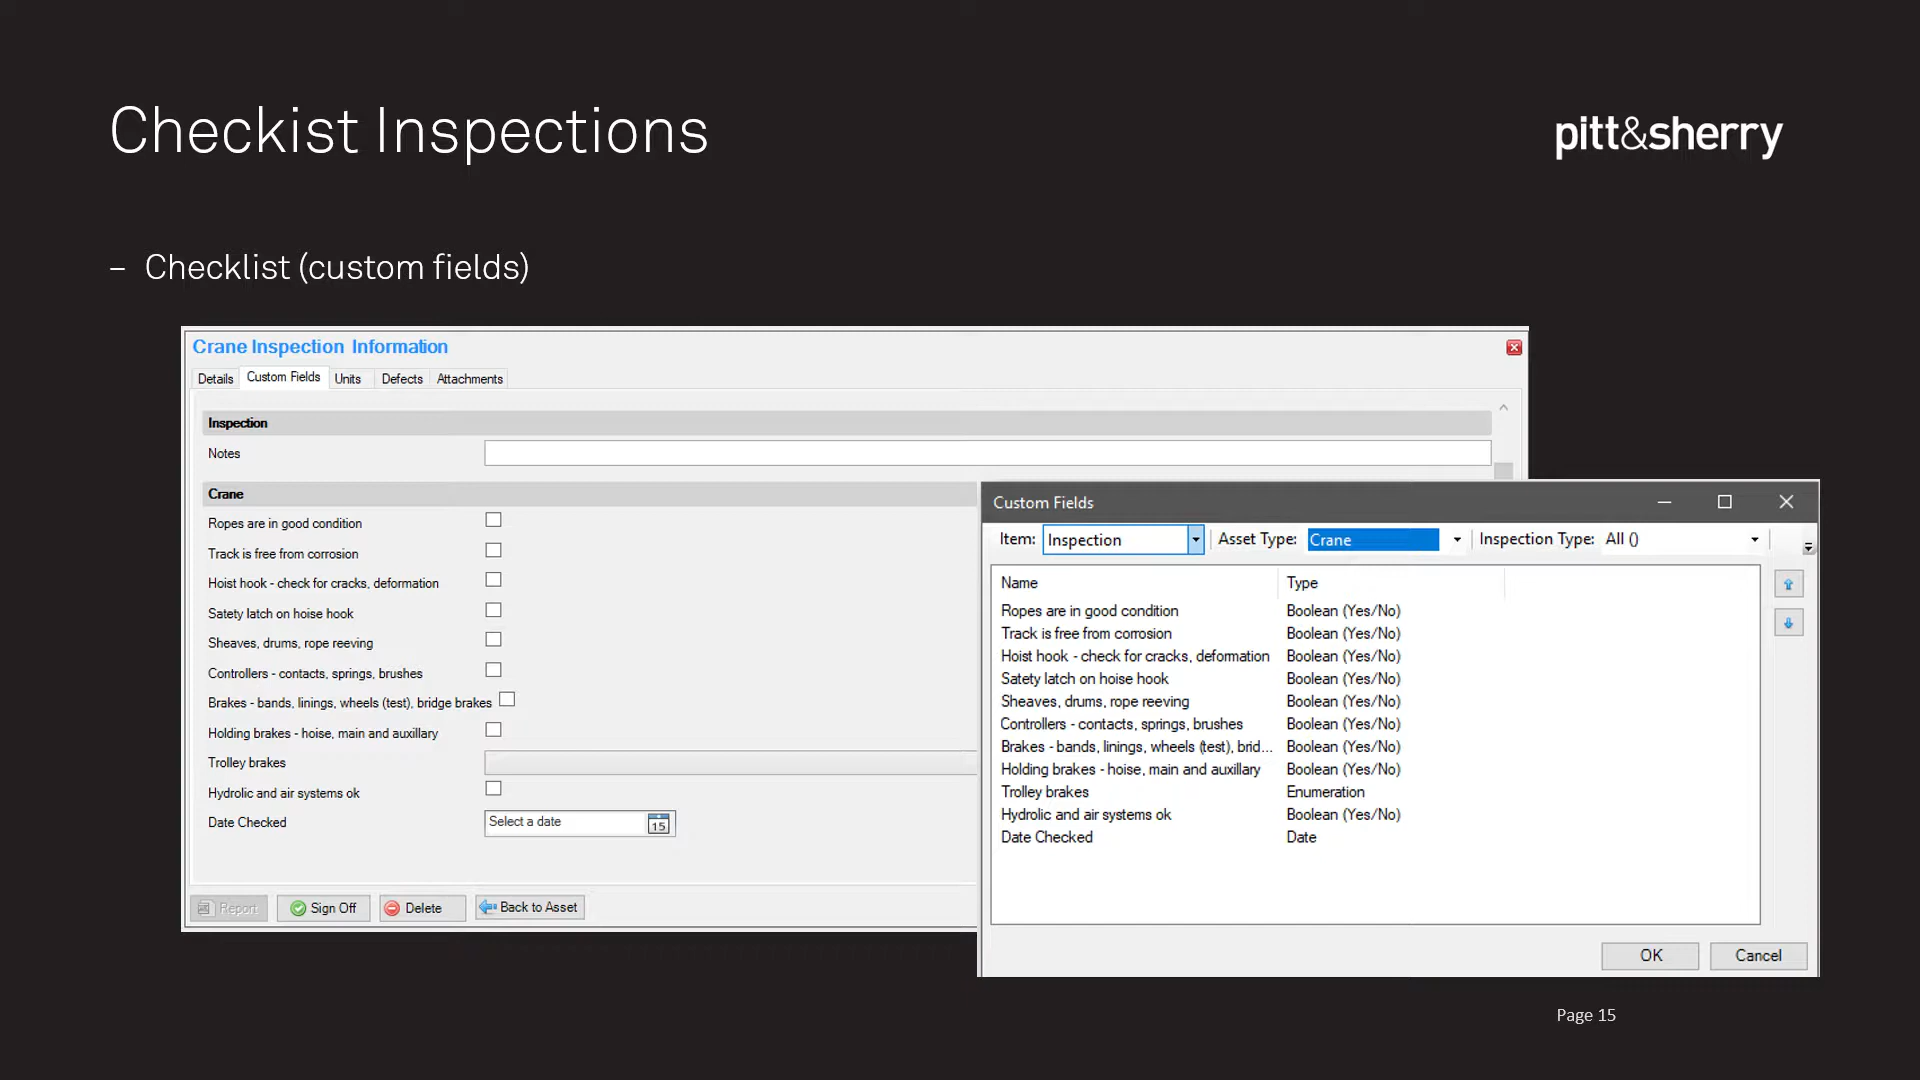 Checkist Inspections
pitt&sherry
– Checklist (custom fields)
Crane Inspection Information
Details Custom Fields Units Defects Attachments
Inspection
Notes
Crane
Ropes are in good condition
Track is free from corrosion
Hoist hook - check for cracks, deformation
Satety latch on hoise hook
Sheaves, drums, rope reeving
Controllers - contacts, springs, brushes
Brakes - bands, linings, wheels (test), bridge brakes
Holding brakes - hoise, main and auxillary
Trolley brakes
Hydrolic and air systems ok
Date Checked Select a date 15
Report Sign Off Delete Back to Asset
Custom Fields
Item: Inspection Asset Type: Crane Inspection Type: All ()
Name Type
Ropes are in good condition Boolean (Yes/No)
Track is free from corrosion Boolean (Yes/No)
Hoist hook - check for cracks, deformation Boolean (Yes/No)
Satety latch on hoise hook Boolean (Yes/No)
Sheaves, drums, rope reeving Boolean (Yes/No)
Controllers - contacts, springs, brushes Boolean (Yes/No)
Brakes - bands, linings, wheels (test), brid... Boolean (Yes/No)
Holding brakes - hoise, main and auxillary Boolean (Yes/No)
Trolley brakes Enumeration
Hydrolic and air systems ok Boolean (Yes/No)
Date Checked Date
OK Cancel
Page 15